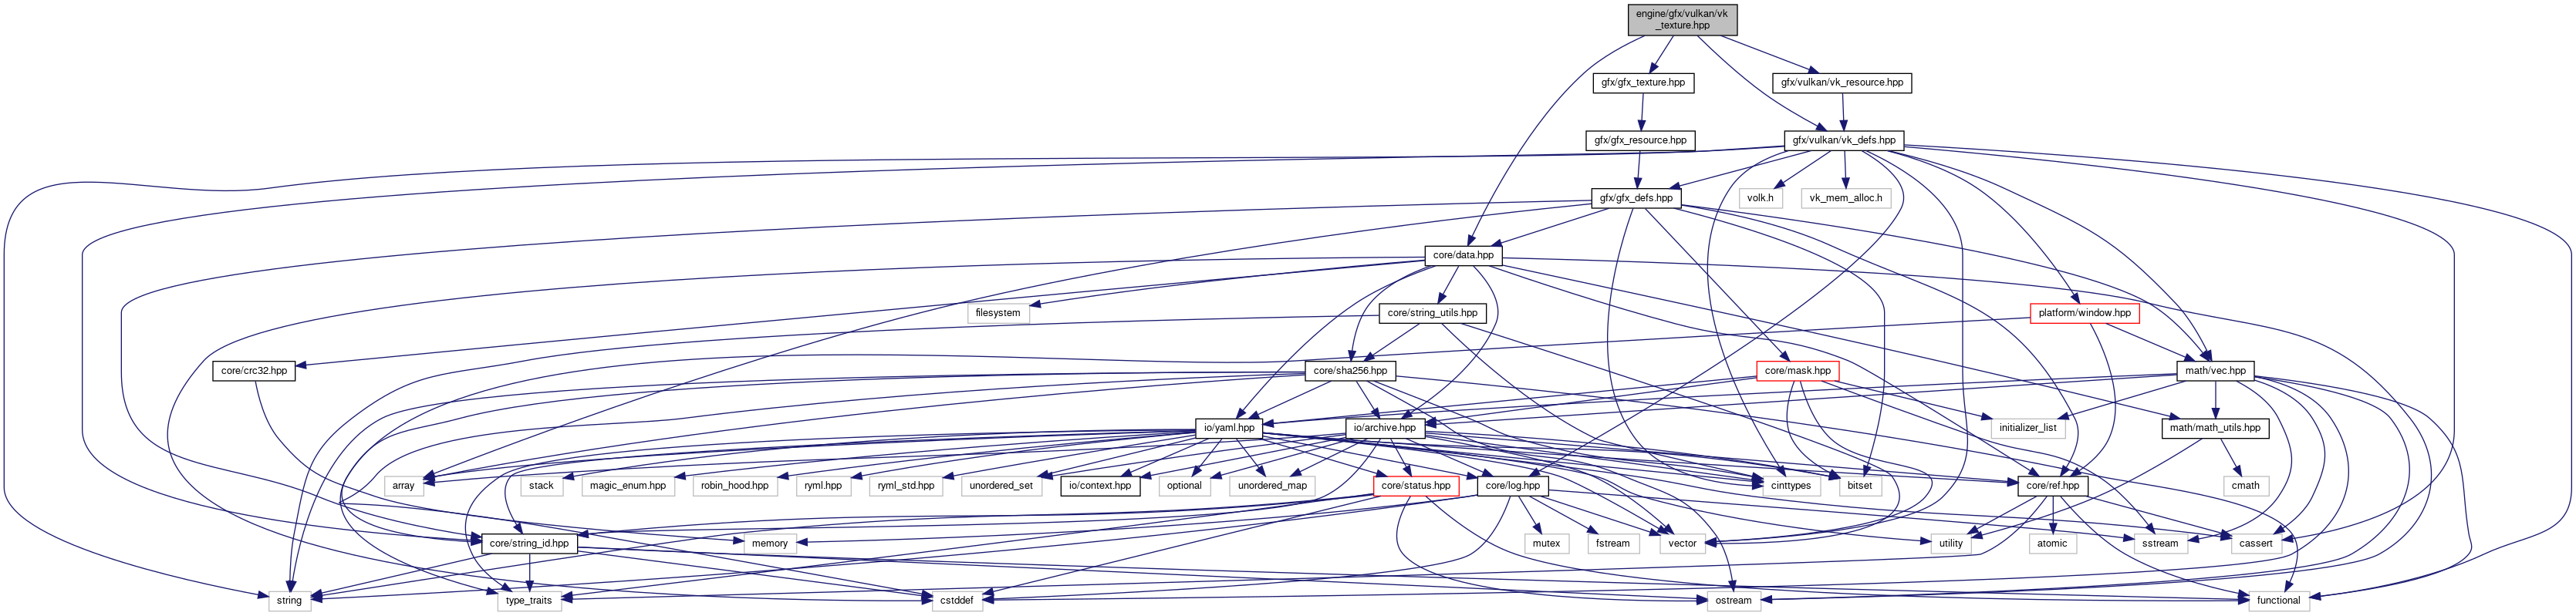 engine/gfx/vulkan/vk
_texture.hpp
gfx/gfx_texture.hpp
gfx/vulkan/vk_resource.hpp
gfx/gfx_resource.hpp
gfx/vulkan/vk_defs.hpp
gfx/gfx_defs.hpp
volk.h
vk_mem_alloc.h
core/data.hpp
filesystem
core/string_utils.hpp
platform/window.hpp
core/crc32.hpp
core/sha256.hpp
core/mask.hpp
math/vec.hpp
io/yaml.hpp
io/archive.hpp
initializer_list
math/math_utils.hpp
array
stack
magic_enum.hpp
robin_hood.hpp
ryml.hpp
ryml_std.hpp
unordered_set
io/context.hpp
optional
unordered_map
core/status.hpp
core/log.hpp
cinttypes
bitset
core/ref.hpp
cmath
core/string_id.hpp
memory
mutex
fstream
vector
utility
atomic
sstream
cassert
string
type_traits
cstddef
ostream
functional